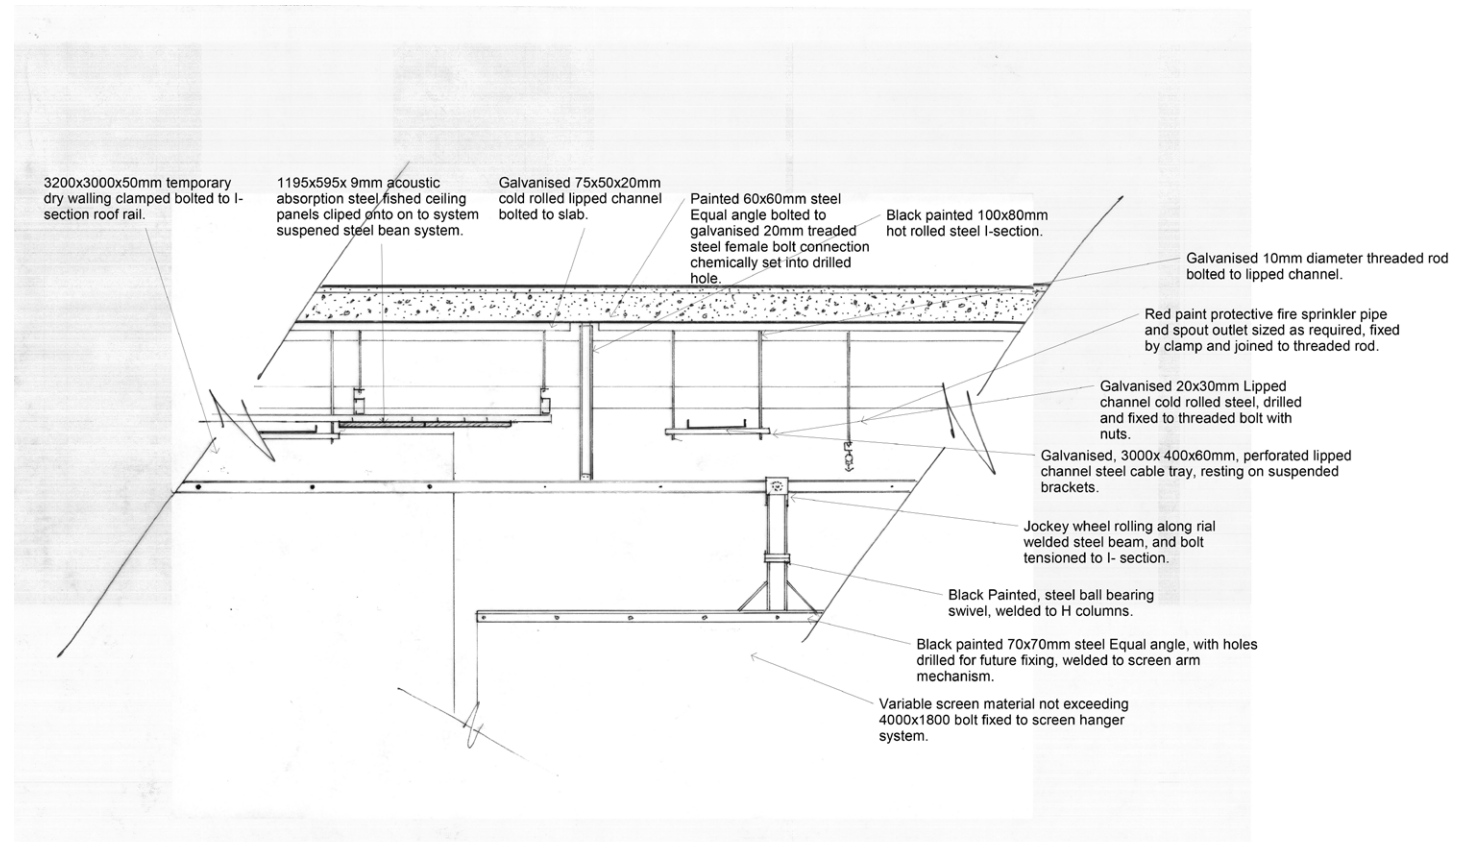 3200x3000x50mm temporary
dry walling clamped bolted to I-
section roof rail.
1195x595x 9mm acoustic
absorption steel fished ceiling
panels cliped onto on to system
suspened steel bean system.
Galvanised 75x50x20mm
cold rolled lipped channel
bolted to slab.
Painted 60x60mm steel
Equal angle bolted to
galvanised 20mm treaded
steel female bolt connection
chemically set into drilled
hole.
Black painted 100x80mm
hot rolled steel I-section.
Galvanised 10mm diameter threaded rod
bolted to lipped channel.
Red paint protective fire sprinkler pipe
and spout outlet sized as required, fixed
by clamp and joined to threaded rod.
Galvanised 20x30mm Lipped
channel cold rolled steel, drilled
and fixed to threaded bolt with
nuts.
Galvanised, 3000x 400x60mm, perforated lipped
channel steel cable tray, resting on suspended
brackets.
Jockey wheel rolling along rial
welded steel beam, and bolt
tensioned to I- section.
Black Painted, steel ball bearing
swivel, welded to H columns.
Black painted 70x70mm steel Equal angle, with holes
drilled for future fixing, welded to screen arm
mechanism.
Variable screen material not exceeding
4000x1800 bolt fixed to screen hanger
system.